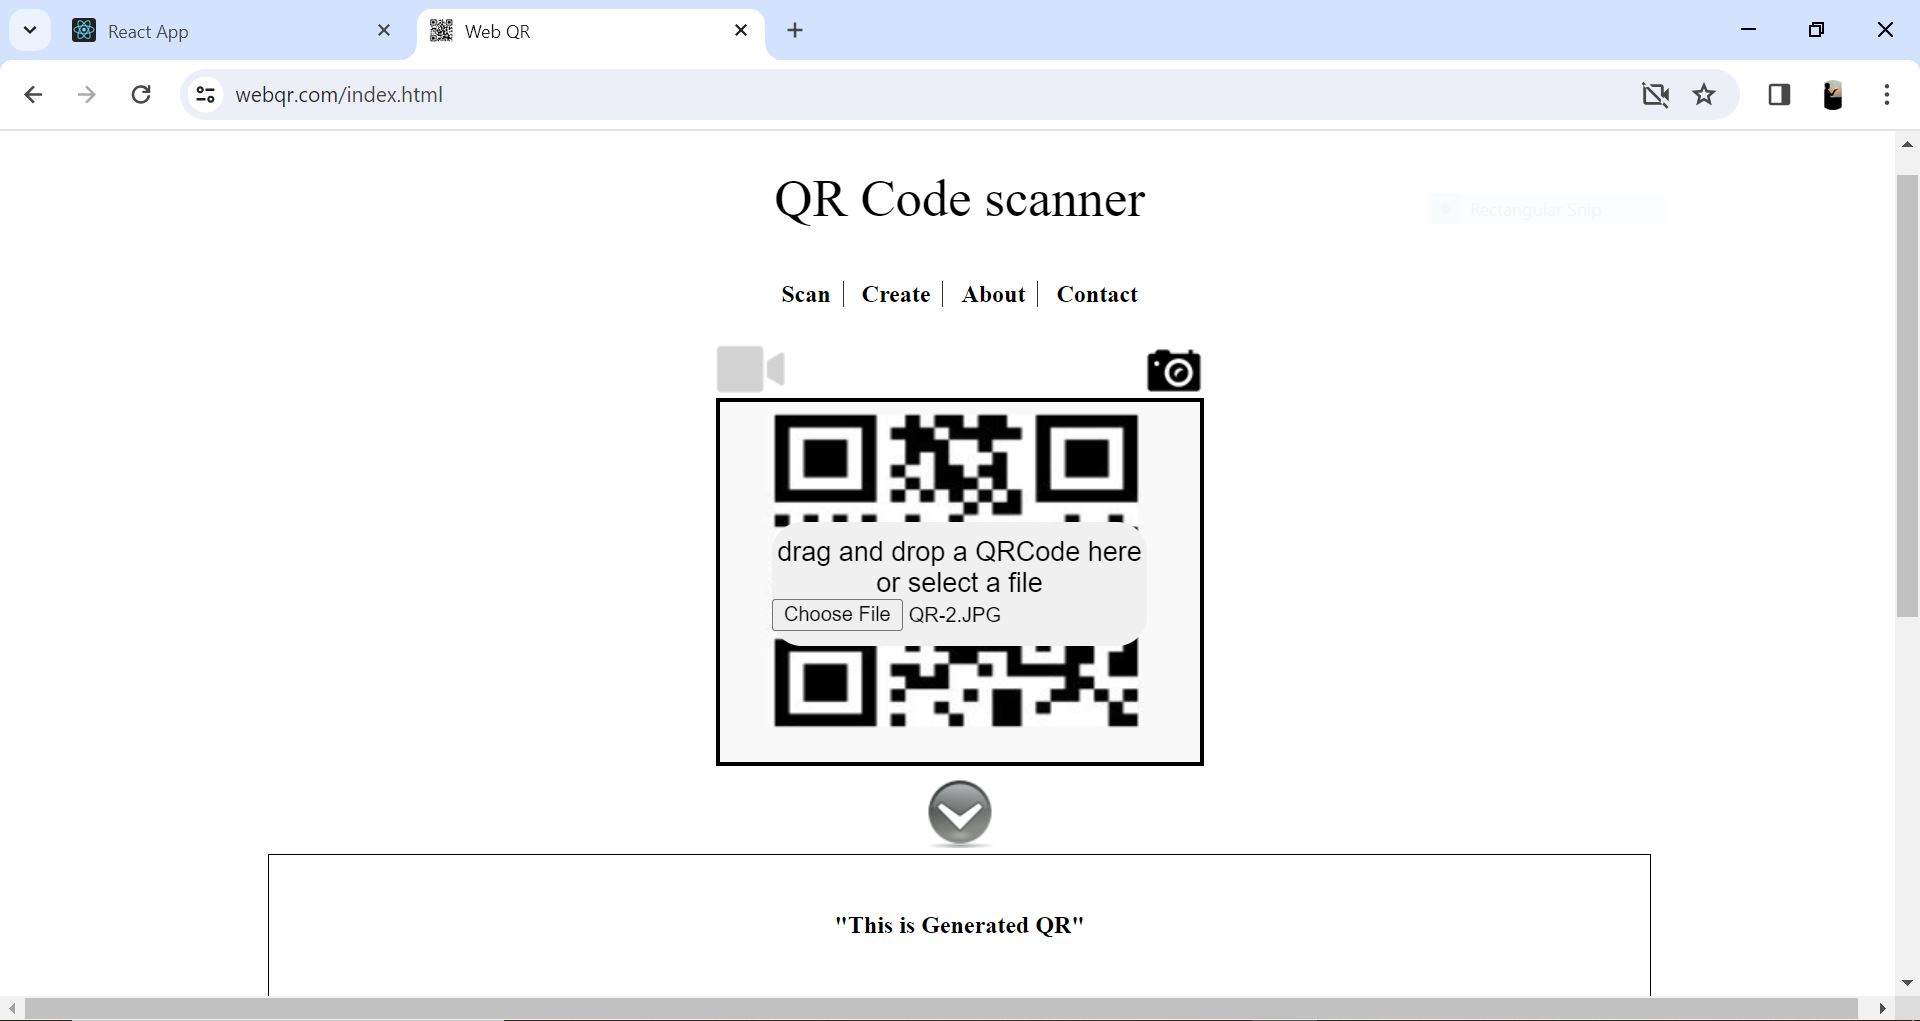 React App
Web QR
webqr.com/index.html
QR Code scanner
Rectangular Snip
Scan
Create
About
Contact
drag and drop a QRCode here
or select a file
Choose File QR-2.JPG
"This is Generated QR"